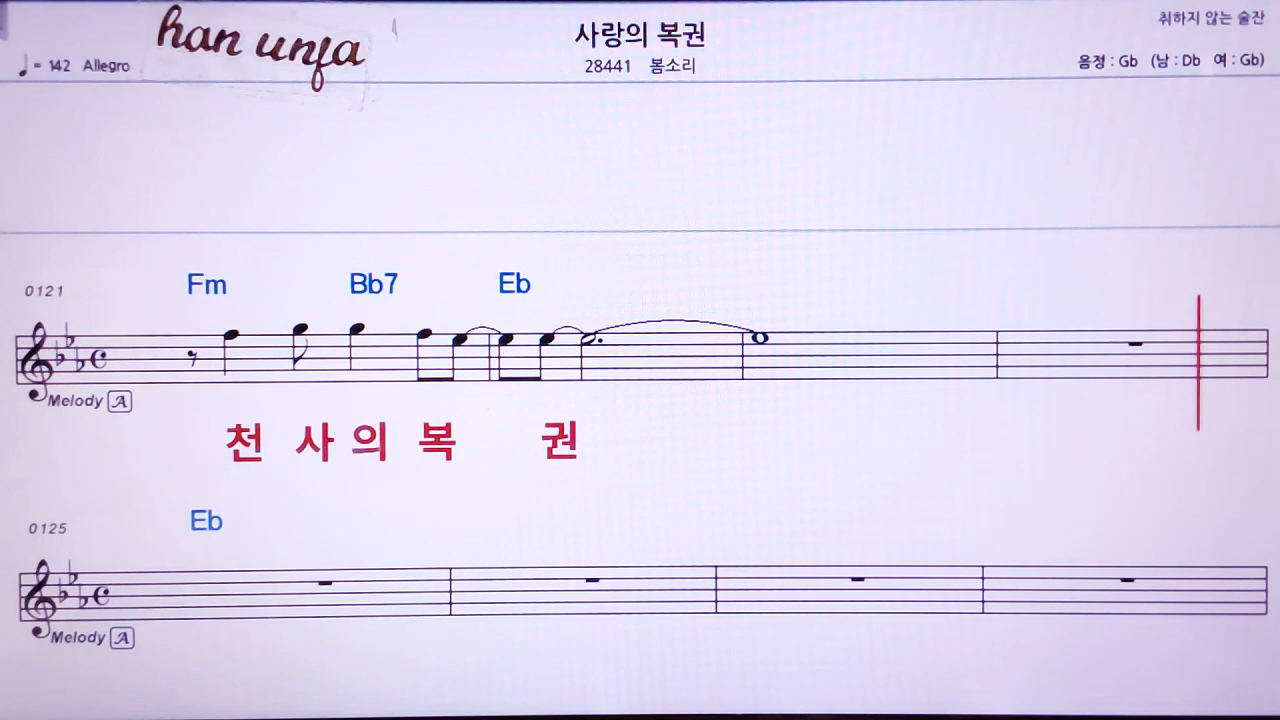 han unfa
사랑의 복권
취하지 않는 술잔
♩= 142 Allegro
28441 봄소리
음정 : Gb (남 : Db 여 : Gb)
0121
Fm Bb7 Eb
Melody A
천 사 의 복 권
0125
Eb
Melody A